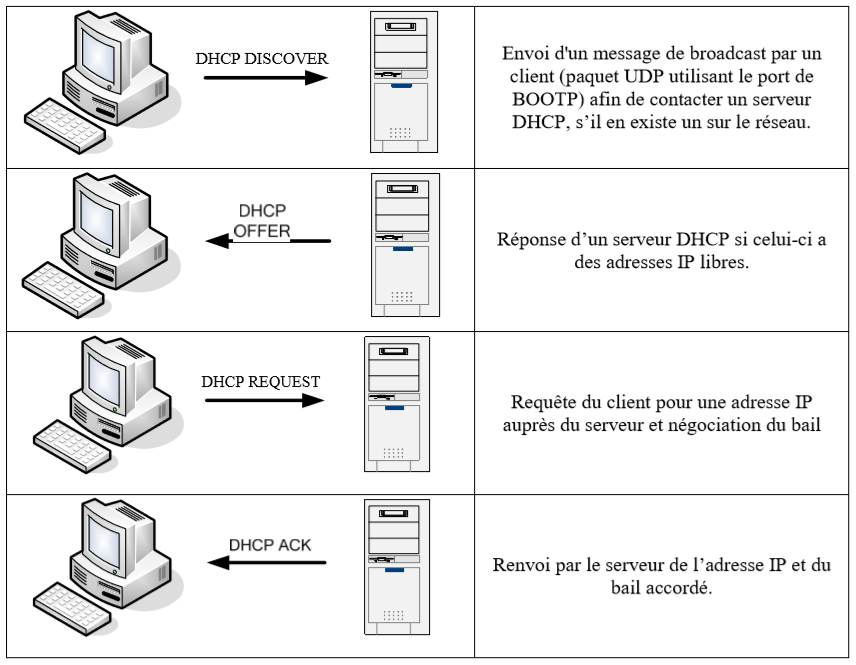 DHCP DISCOVER
Envoi d'un message de broadcast par un
client (paquet UDP utilisant le port de
BOOTP) afin de contacter un serveur
DHCP, s’il en existe un sur le réseau.
DHCP
OFFER
Réponse d’un serveur DHCP si celui-ci a
des adresses IP libres.
DHCP REQUEST
Requête du client pour une adresse IP
auprès du serveur et négociation du bail
DHCP ACK
Renvoi par le serveur de l’adresse IP et du
bail accordé.